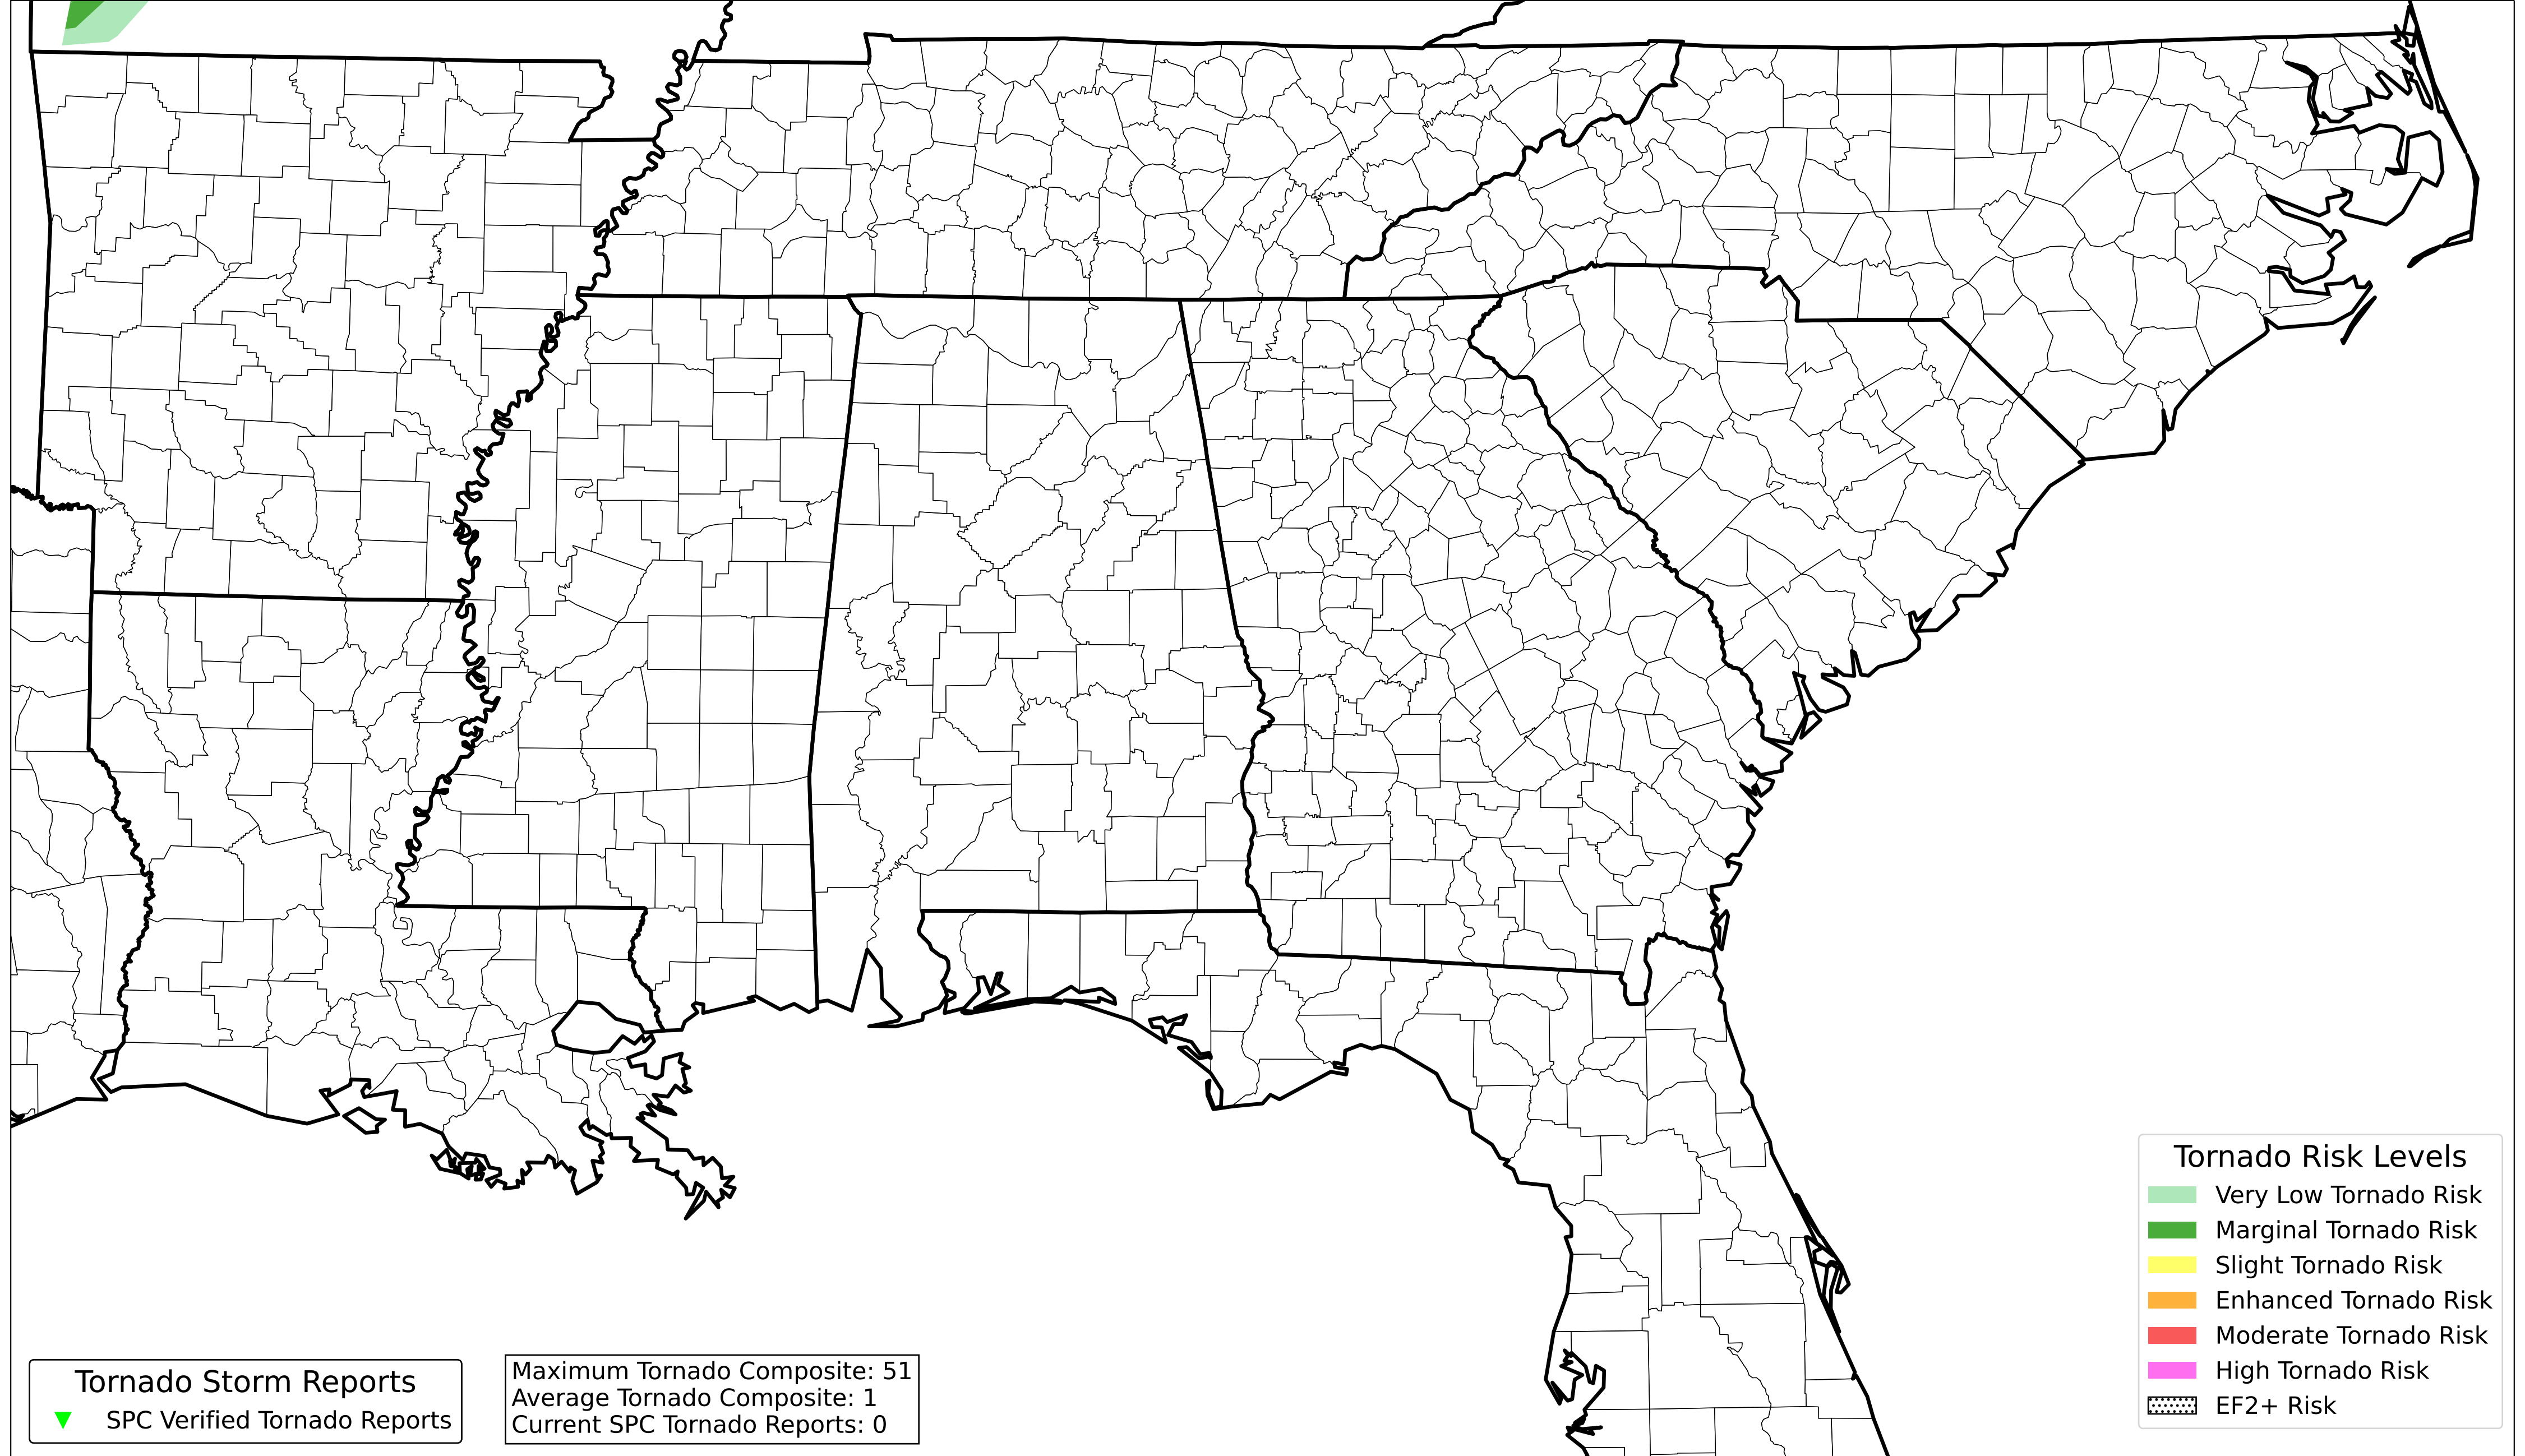 Tornado Risk Levels
Very Low Tornado Risk
Marginal Tornado Risk
Slight Tornado Risk
Enhanced Tornado Risk
Moderate Tornado Risk
High Tornado Risk
EF2+ Risk
Tornado Storm Reports
SPC Verified Tornado Reports
Maximum Tornado Composite: 51
Average Tornado Composite: 1
Current SPC Tornado Reports: 0